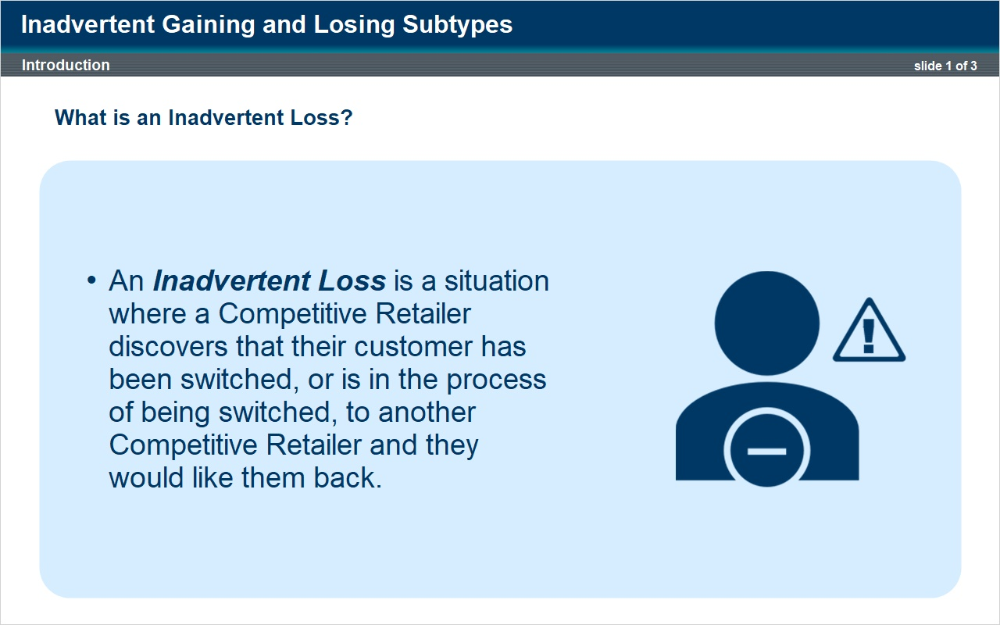 Inadvertent Gaining and Losing Subtypes
Introduction
slide 1 of 3
What is an Inadvertent Loss?
• An Inadvertent Loss is a situation
where a Competitive Retailer
discovers that their customer has
been switched, or is in the process
of being switched, to another
Competitive Retailer and they
would like them back.